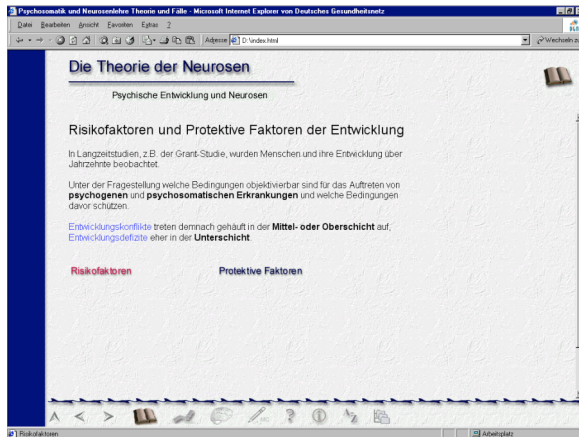 Psychosomatik und Neurosenlehre Theorie und Fälle - Microsoft Internet Explorer von Deutsches Gesundheitsnetz
Datei Bearbeiten Ansicht Favoriten Extras ?
Adresse D:\index.html Wechseln zu
Die Theorie der Neurosen
Psychische Entwicklung und Neurosen
Risikofaktoren und Protektive Faktoren der Entwicklung
In Langzeitstudien, z.B. der Grant-Studie, wurden Menschen und ihre Entwicklung über
Jahrzehnte beobachtet.
Unter der Fragestellung welche Bedingungen objektivierbar sind für das Auftreten von
psychogenen und psychosomatischen Erkrankungen und welche Bedingungen
davor schützen.
Entwicklungskonflikte treten demnach gehäuft in der Mittel- oder Oberschicht auf,
Entwicklungsdefizite eher in der Unterschicht.
Risikofaktoren Protektive Faktoren
Risikofaktoren Arbeitsplatz